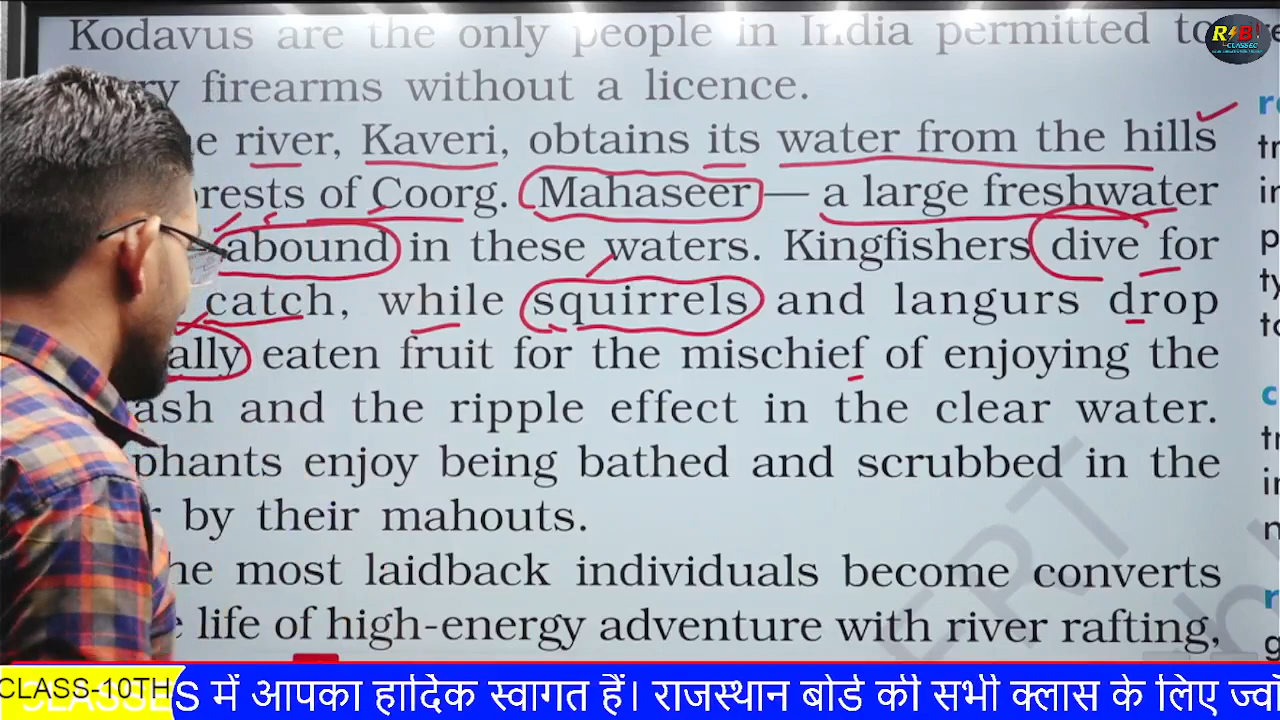 Kodavus are the only people in India permitted to
ry firearms without a licence.
e river, Kaveri, obtains its water from the hills
rests of Coorg. Mahaseer — a large freshwater
abound in these waters. Kingfishers dive for
catch, while squirrels and langurs drop
ally eaten fruit for the mischief of enjoying the
ash and the ripple effect in the clear water.
phants enjoy being bathed and scrubbed in the
r by their mahouts.
he most laidback individuals become converts
e life of high-energy adventure with river rafting,
RBI
CLASSES
CLASS-10TH
S में आपका हार्दिक स्वागत हैं। राजस्थान बोर्ड की सभी क्लास के लिए ज्वो